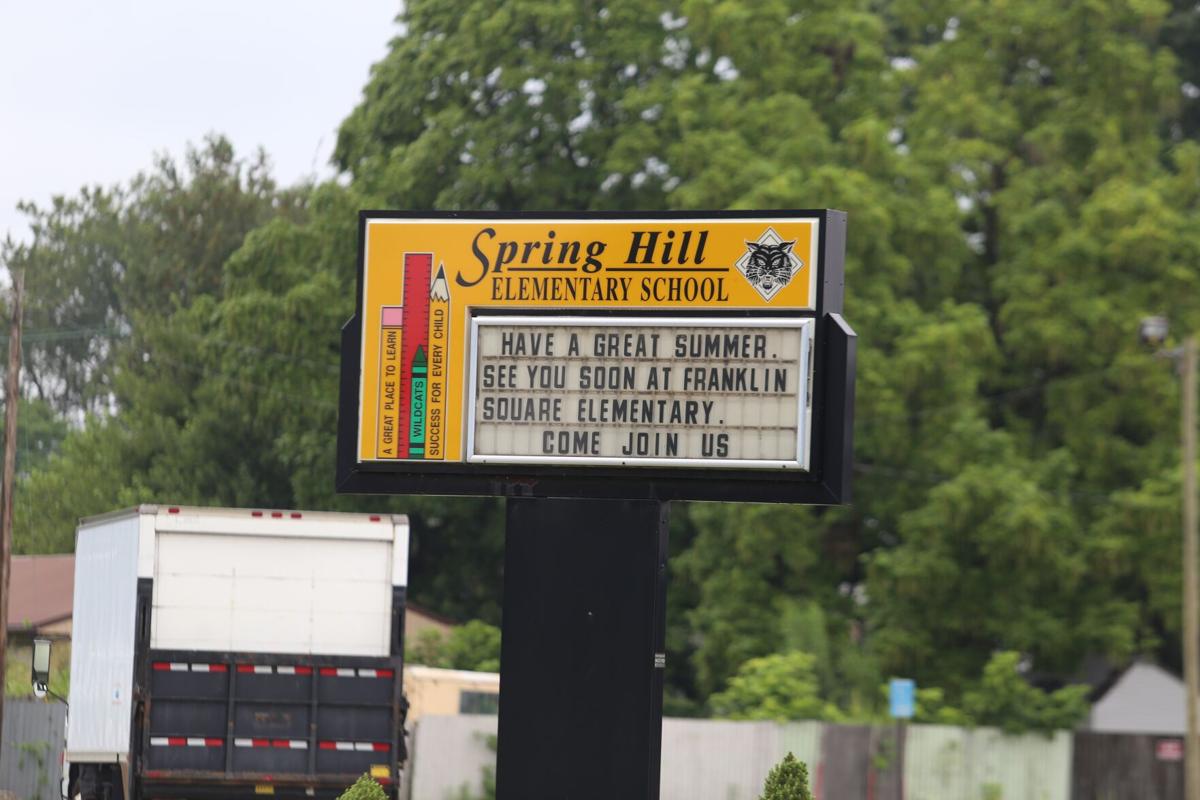 Spring Hill
ELEMENTARY SCHOOL
A GREAT PLACE TO LEARN
WILDCATS
SUCCESS FOR EVERY CHILD
HAVE A GREAT SUMMER.
SEE YOU SOON AT FRANKLIN
SQUARE ELEMENTARY.
COME JOIN US